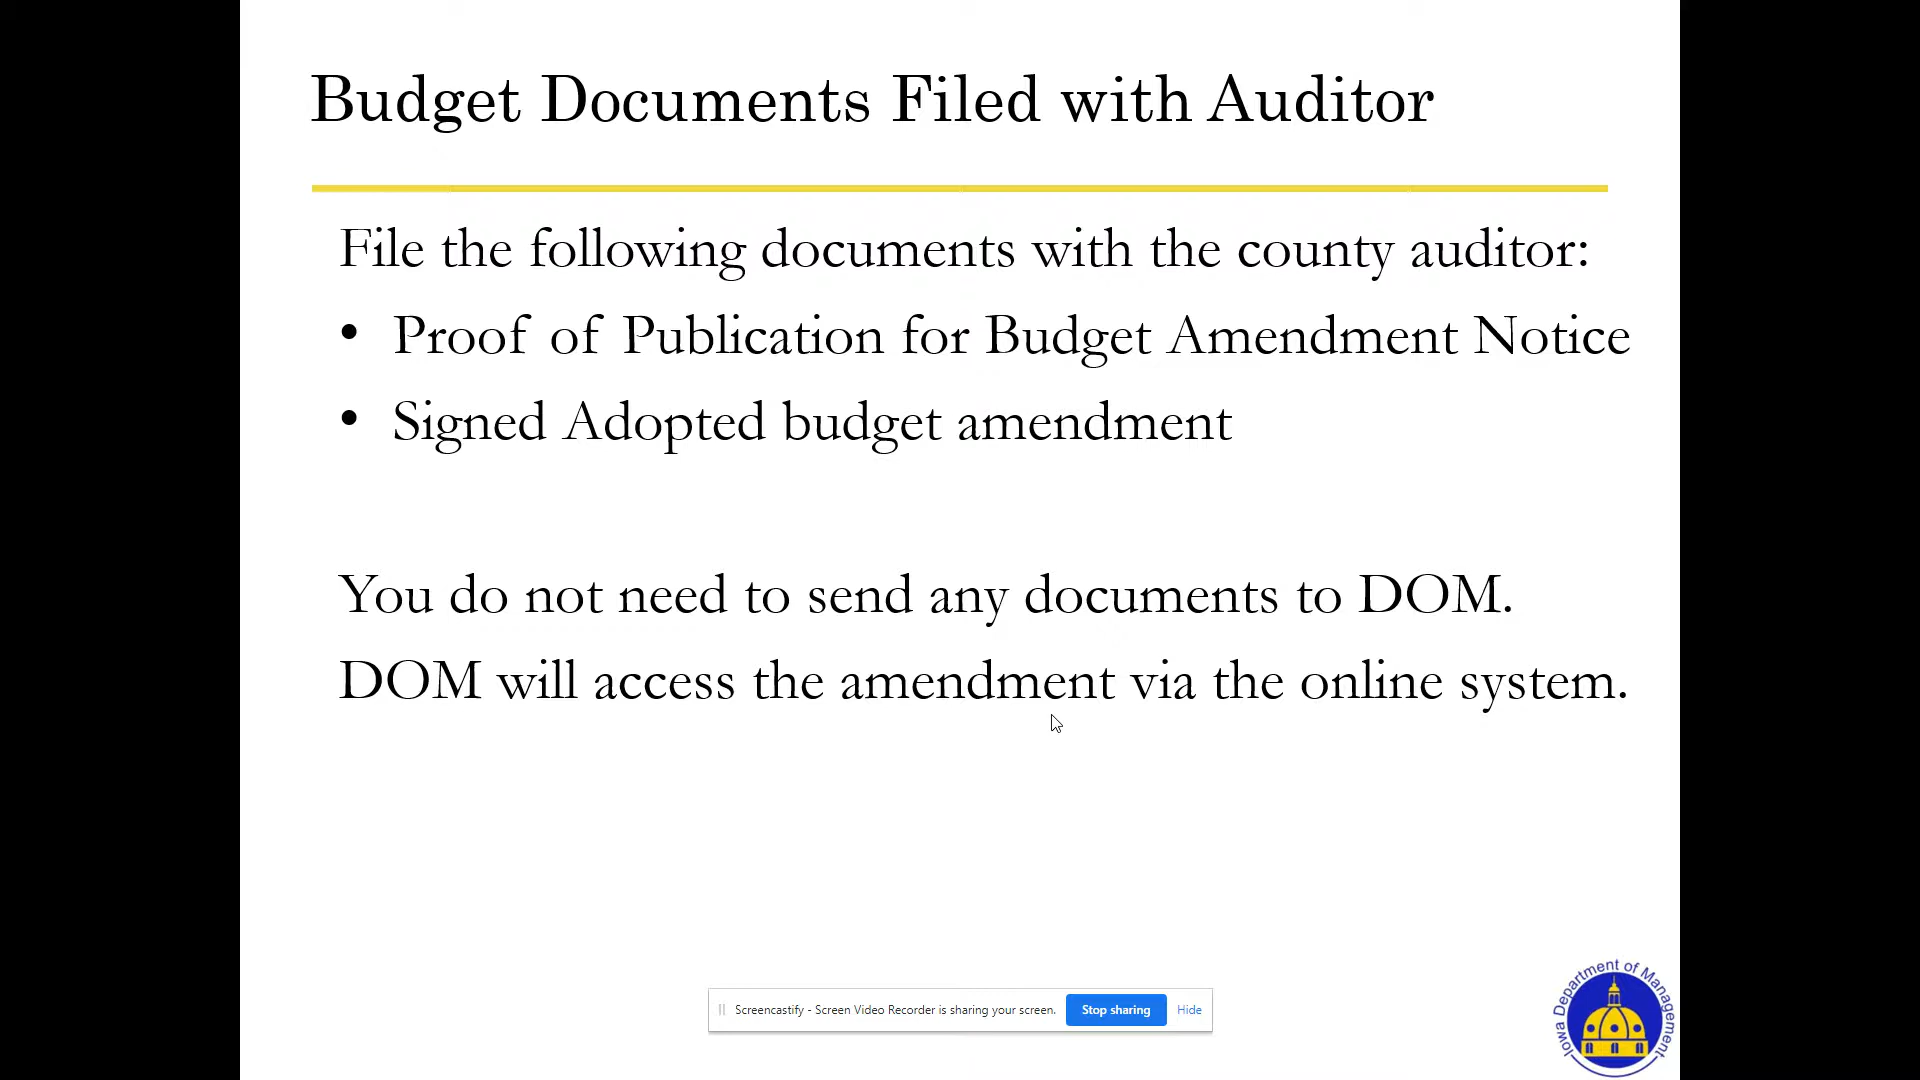 Budget Documents Filed with Auditor
File the following documents with the county auditor:
• Proof of Publication for Budget Amendment Notice
• Signed Adopted budget amendment
You do not need to send any documents to DOM.
DOM will access the amendment via the online system.
Screencastify - Screen Video Recorder is sharing your screen. Stop sharing Hide
Iowa Department of Management